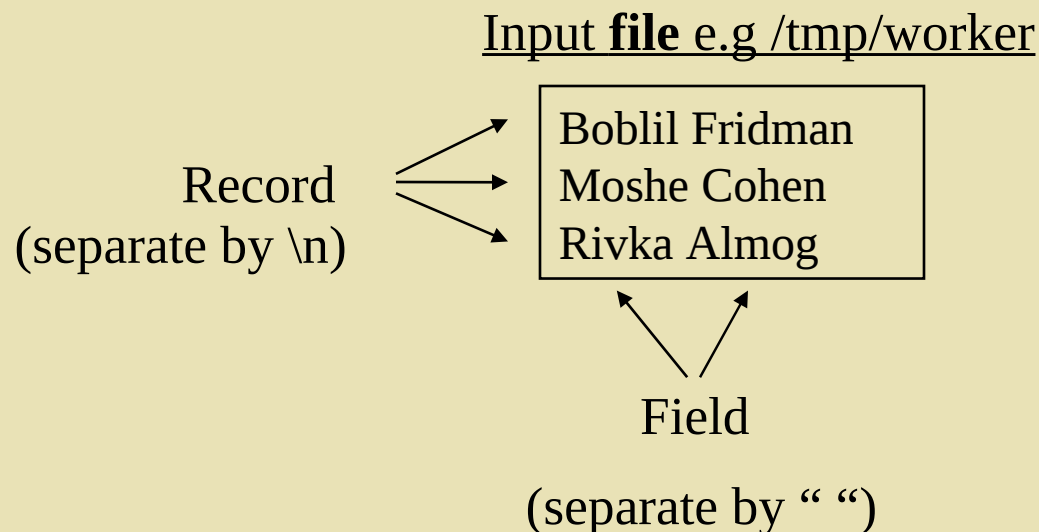 Input file e.g /tmp/worker
Boblil Fridman
Moshe Cohen
Rivka Almog
Record
(separate by \n)
Field
(separate by “ “)